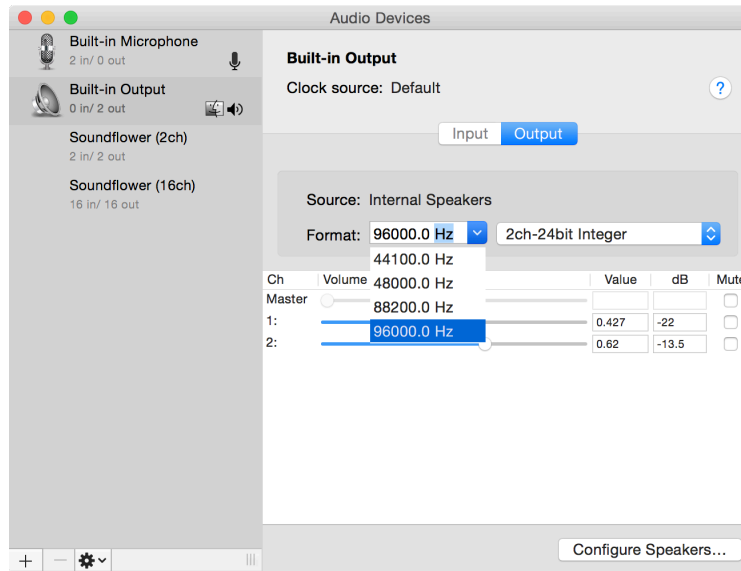 Audio Devices
Built-in Microphone
2 in/ 0 out
Built-in Output
0 in/ 2 out
Soundflower (2ch)
2 in/ 2 out
Soundflower (16ch)
16 in/ 16 out
Built-in Output
Clock source: Default
?
Input Output
Source: Internal Speakers
Format: 96000.0 Hz 2ch-24bit Integer
44100.0 Hz
48000.0 Hz
88200.0 Hz
96000.0 Hz
Ch Volume Value dB Mute
Master
1: 0.427 -22
2: 0.62 -13.5
Configure Speakers...